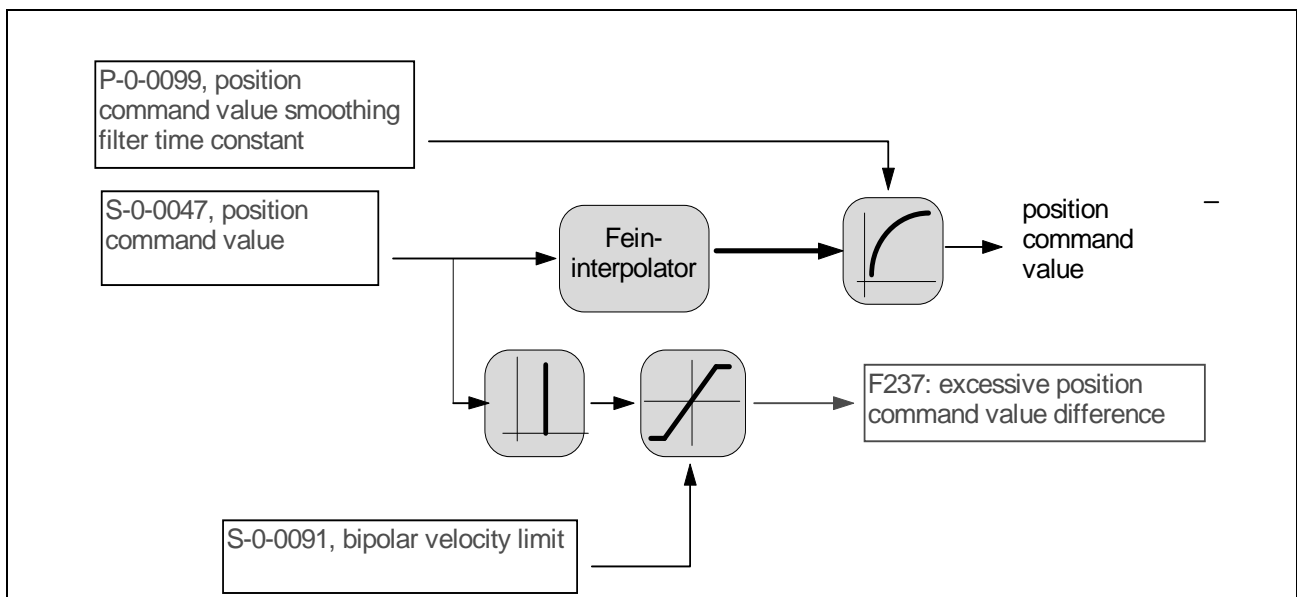 P-0-0099, position
command value smoothing
filter time constant
S-0-0047, position
command value
Fein-
interpolator
position
command
value
–
F237: excessive position
command value difference
S-0-0091, bipolar velocity limit